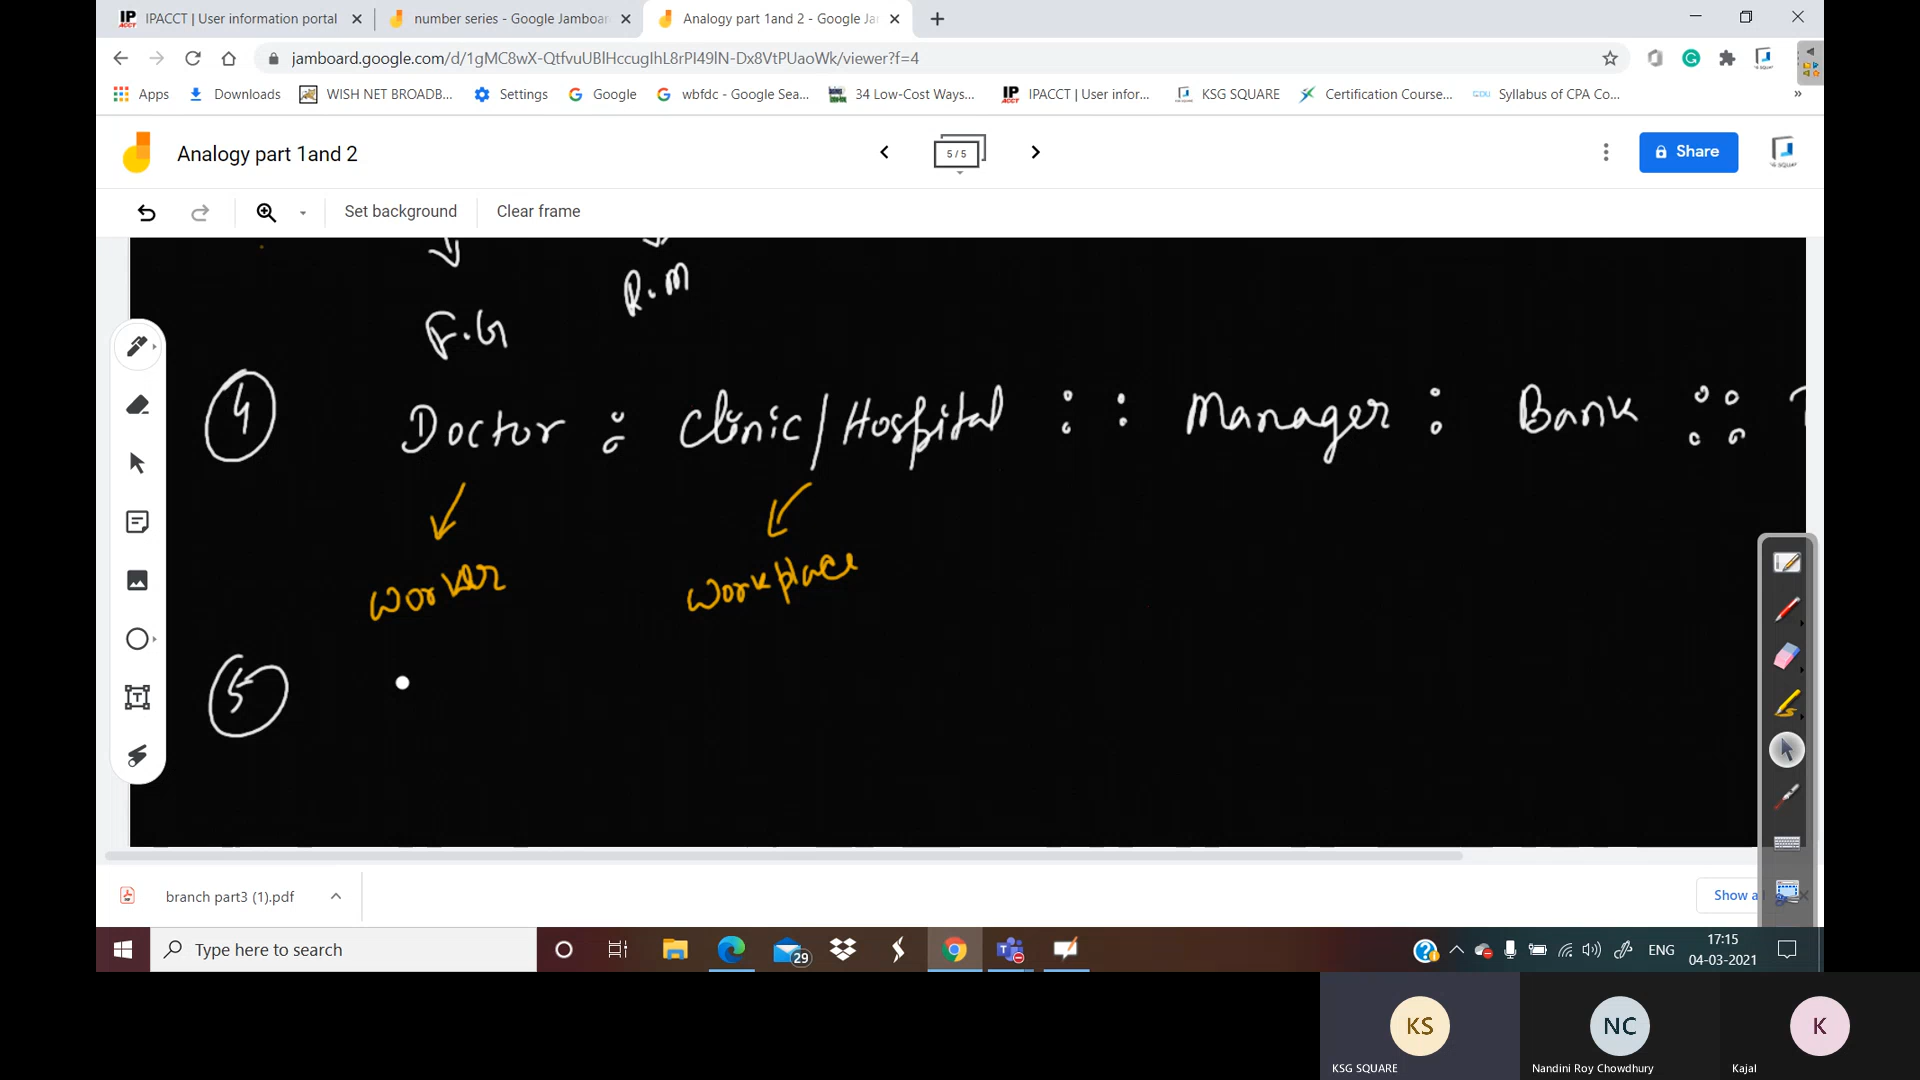 IPACCT | User information portal
number series - Google Jamboar
Analogy part 1and 2 - Google Ja
jamboard.google.com/d/1gMC8wX-QtfvuUBlHccuglhL8rPI49lN-Dx8VtPUaoWk/viewer?f=4
Apps
Downloads
WISH NET BROADB...
Settings
Google
wbfdc - Google Sea...
34 Low-Cost Ways...
IPACCT | User infor...
KSG SQUARE
Certification Course...
Syllabus of CPA Co...
»
Analogy part 1and 2
5 / 5
Share
Set background
Clear frame
R.M
F.G
4 Doctor : Clinic/Hospital : : Manager : Bank ::
Worker
Workplace
5
branch part3 (1).pdf
Show a
Type here to search
29
ENG
17:15
04-03-2021
KS
NC
K
KSG SQUARE
Nandini Roy Chowdhury
Kajal